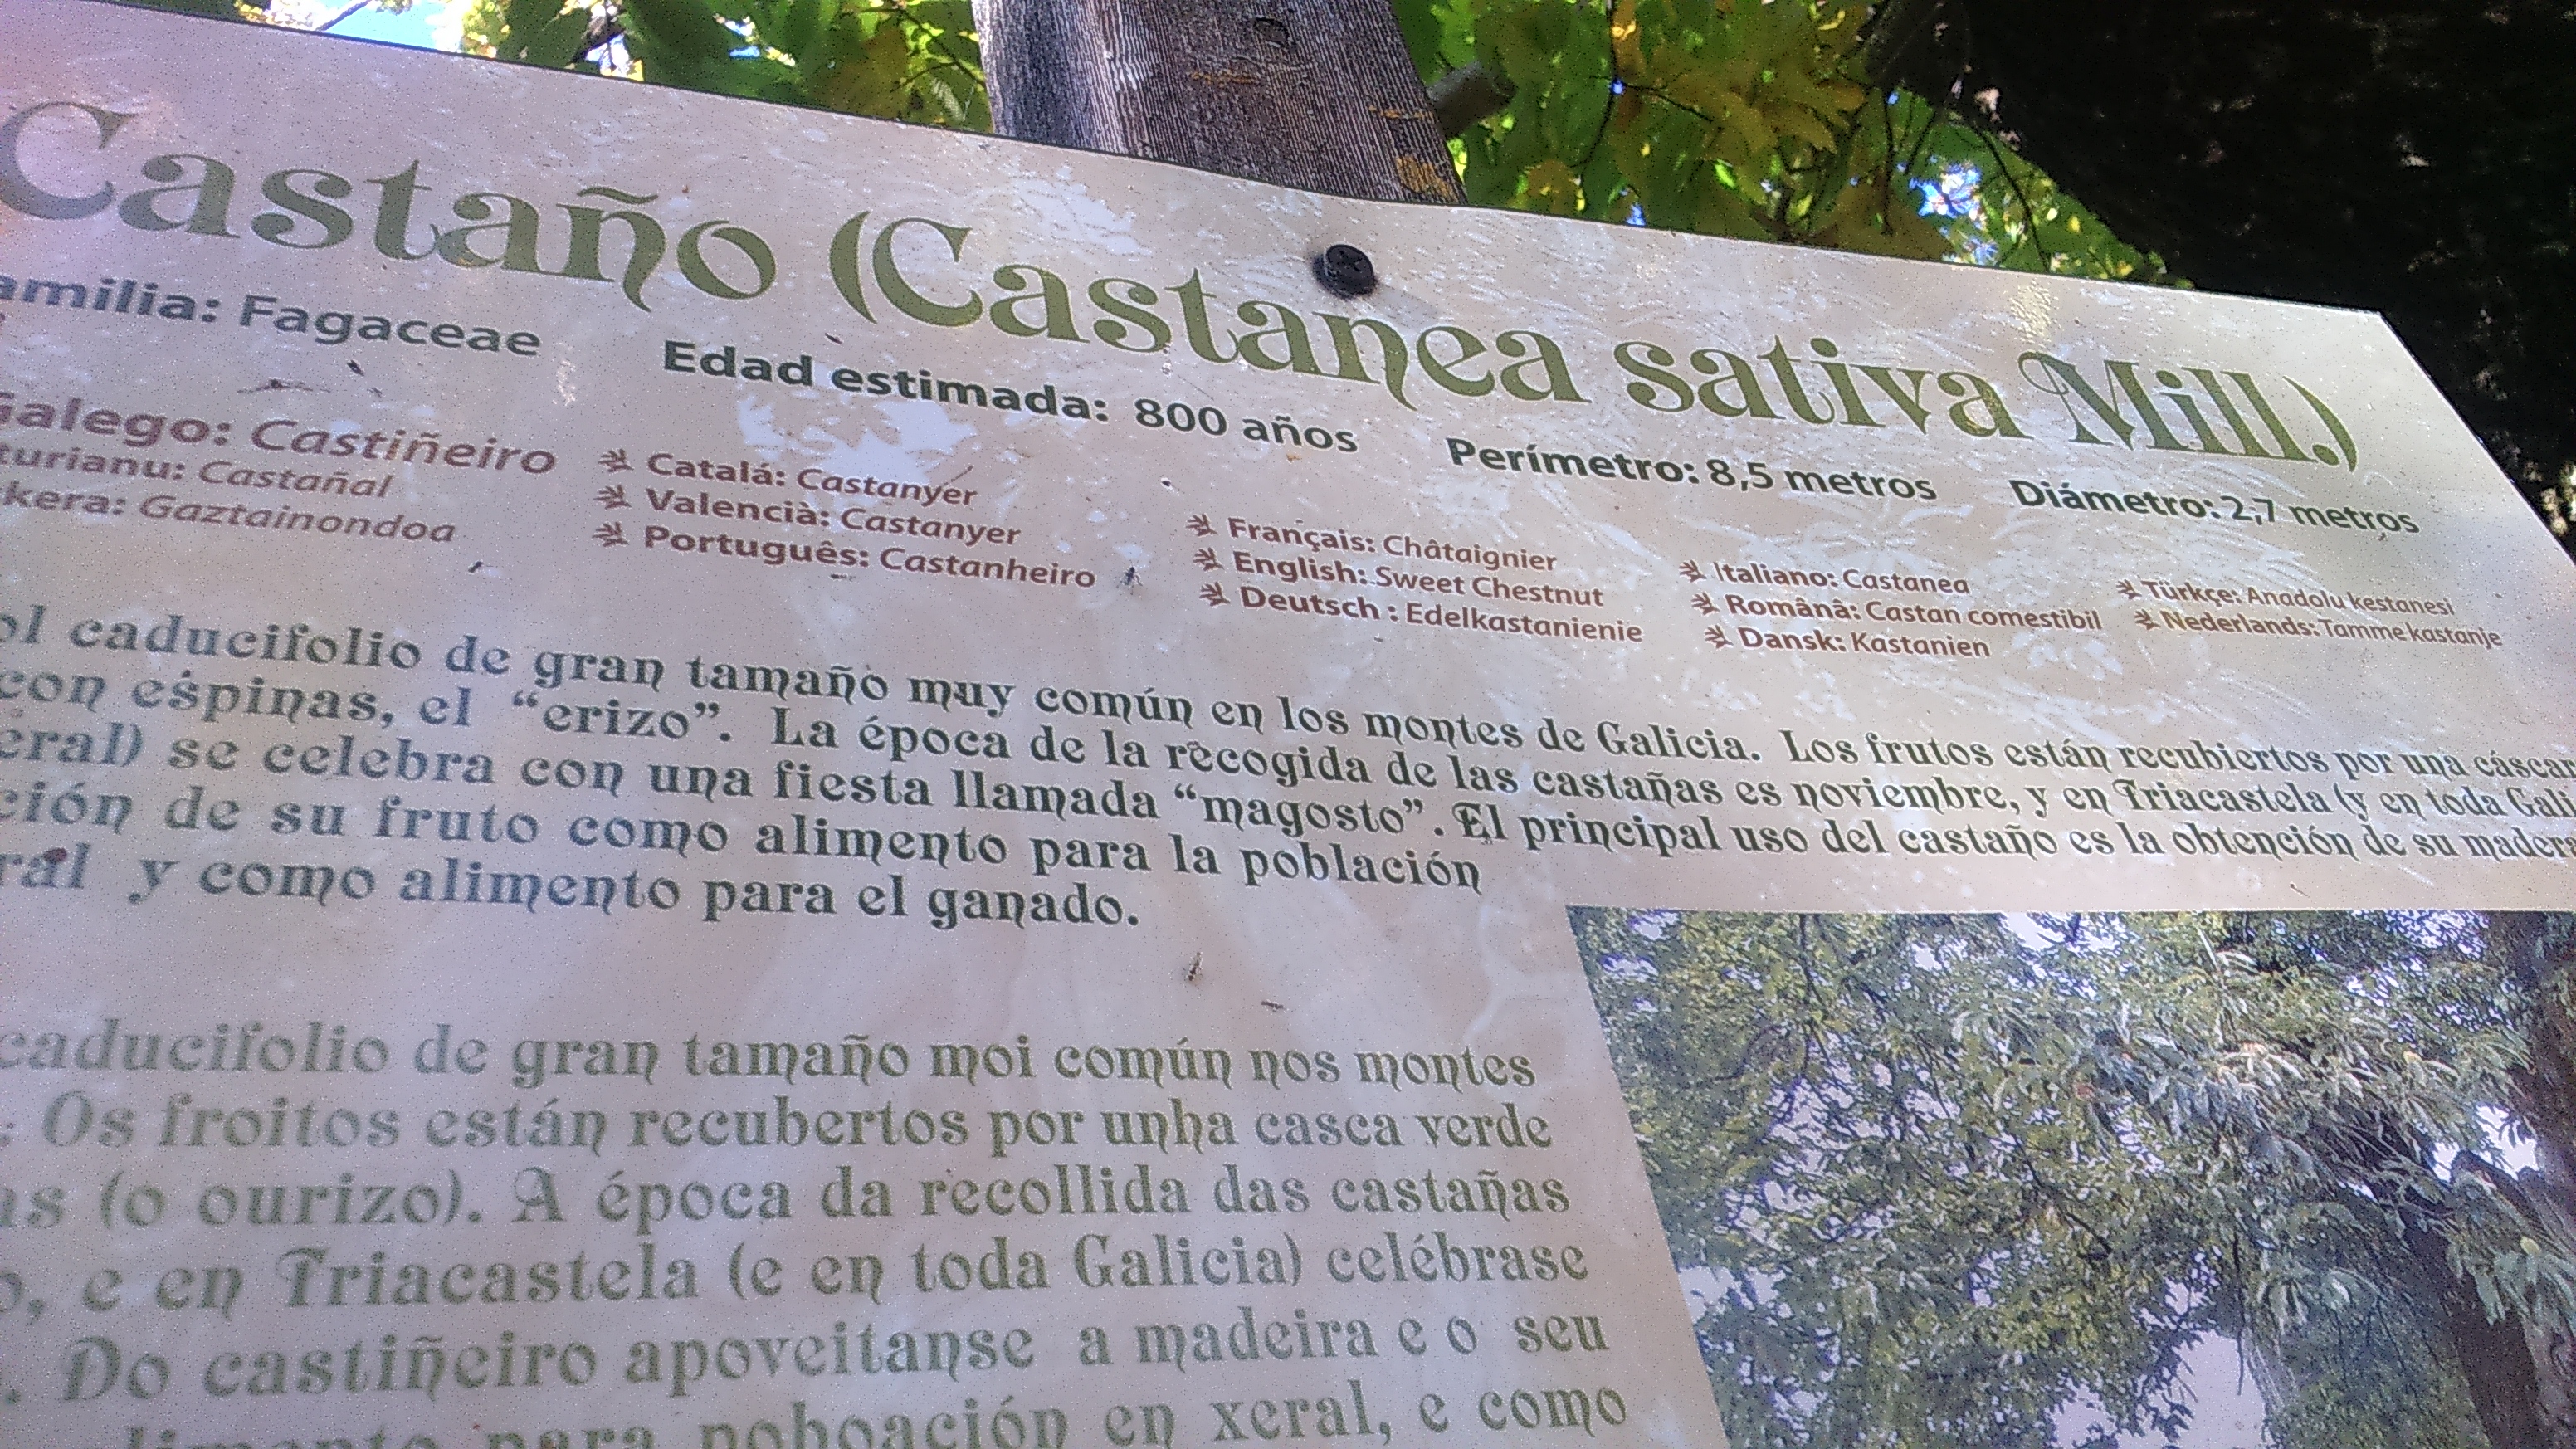 Castaño (Castanea sativa Mill.)
amilia: Fagaceae Edad estimada: 800 años Perímetro: 8,5 metros Diámetro: 2,7 metros
Galego: Castiñeiro
turianu: Castañal
kera: Gaztainondoa
Catalá: Castanyer
Valencià: Castanyer
Português: Castanheiro
Français: Châtaignier
English: Sweet Chestnut
Deutsch : Edelkastanienie
Italiano: Castanea
Românâ: Castan comestibil
Dansk: Kastanien
Türkçe: Anadolu kestanesi
Nederlands: Tamme kastanje
ol caducifolio de gran tamaño muy común en los montes de Galicia. Los frutos están recubiertos por una cáscar
con espinas, el “erizo”. La época de la recogida de las castañas es noviembre, y en Triacastela (y en toda Gali
eral) se celebra con una fiesta llamada “magosto”. El principal uso del castaño es la obtención de su madera
ción de su fruto como alimento para la población
ral y como alimento para el ganado.
caducifolio de gran tamaño moi común nos montes
. Os froitos están recubertos por unha casca verde
as (o ourizo). A época da recollida das castañas
o, e en Triacastela (e en toda Galicia) celébrase
. Do castiñeiro apoveitanse a madeira e o seu
limento para poboación en xeral, e como